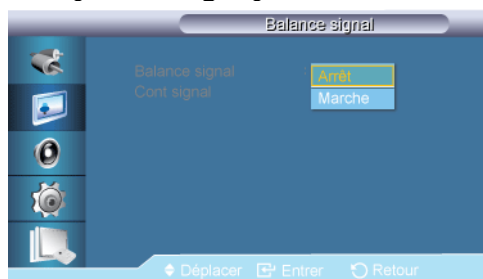 Balance signal
Balance signal
Arrêt
Cont signal
Marche
Déplacer Entrer Retour